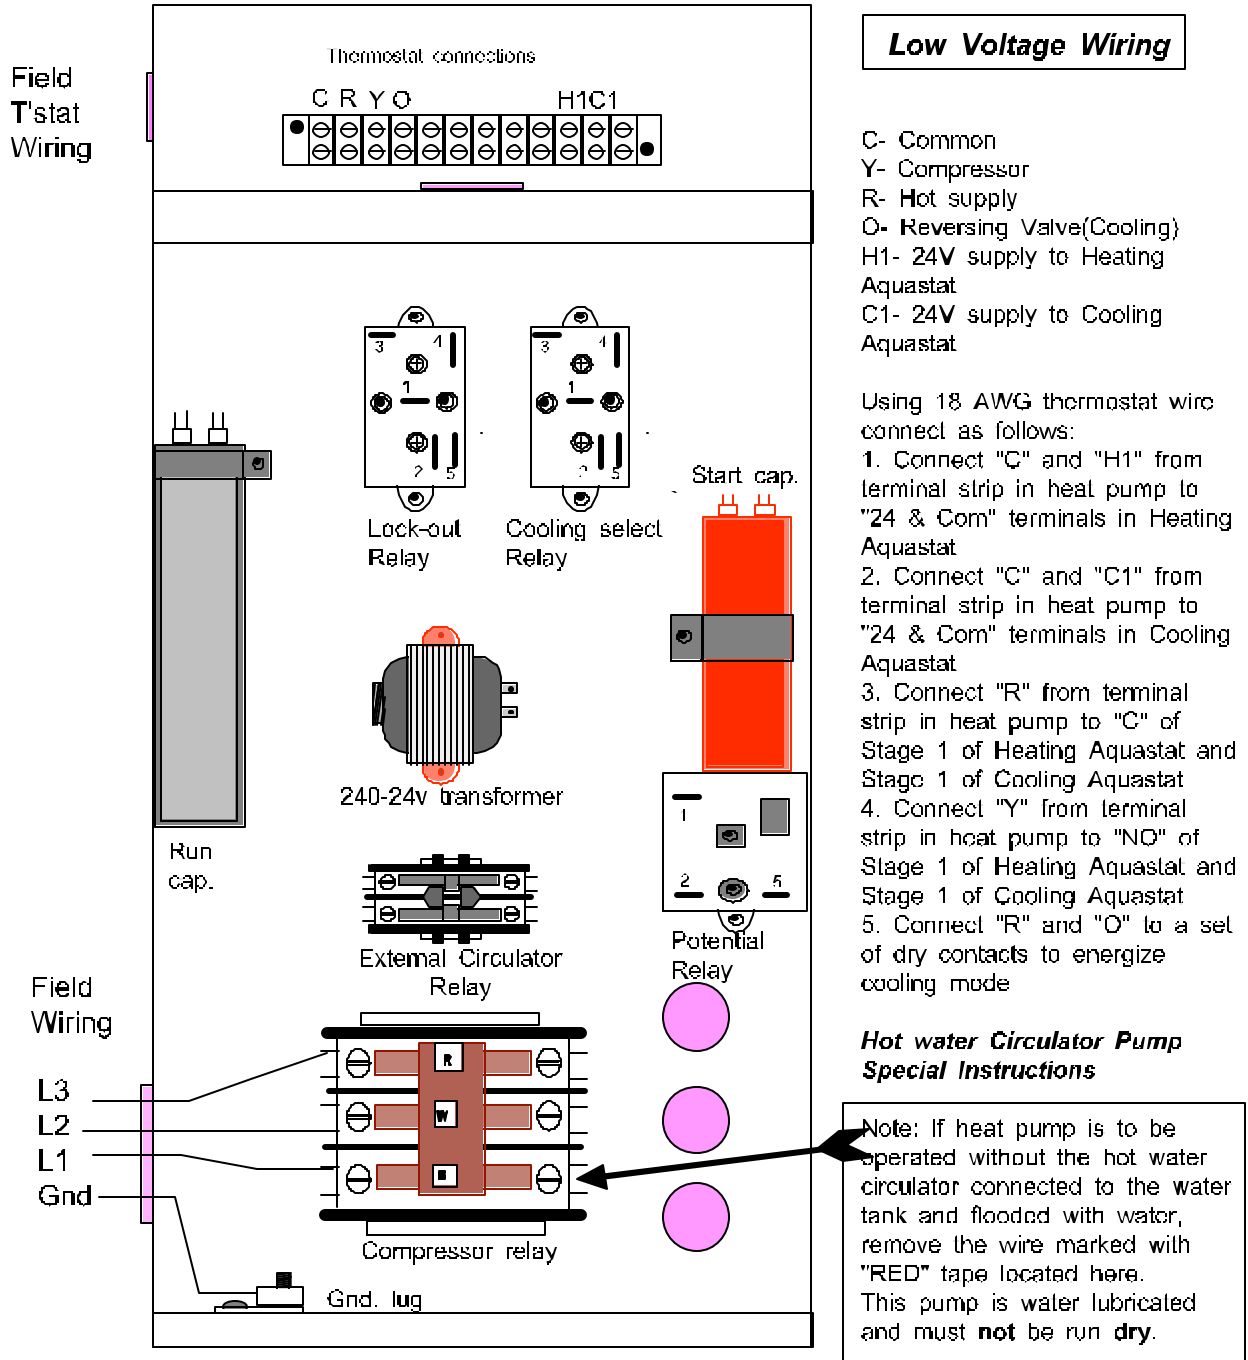 Low Voltage Wiring
Thermostat connections
Field
T'stat
Wiring
C R Y O H1C1
C- Common
Y- Compressor
R- Hot supply
O- Reversing Valve(Cooling)
H1- 24V supply to Heating
Aquastat
C1- 24V supply to Cooling
Aquastat
3 4
1
2 5
3 4
1
2 5
Lock-out
Relay
Cooling select
Relay
Start cap.
Using 18 AWG thermostat wire
connect as follows:
1. Connect "C" and "H1" from
terminal strip in heat pump to
"24 & Com" terminals in Heating
Aquastat
2. Connect "C" and "C1" from
terminal strip in heat pump to
"24 & Com" terminals in Cooling
Aquastat
3. Connect "R" from terminal
strip in heat pump to "C" of
Stage 1 of Heating Aquastat and
Stage 1 of Cooling Aquastat
4. Connect "Y" from terminal
strip in heat pump to "NO" of
Stage 1 of Heating Aquastat and
Stage 1 of Cooling Aquastat
5. Connect "R" and "O" to a set
of dry contacts to energize
cooling mode
240-24v transformer
Run
cap.
1
2 5
Potential
Relay
External Circulator
Relay
Field
Wiring
L3
L2
L1
Gnd
R
W
Compressor relay
Gnd. lug
Hot water Circulator Pump
Special Instructions
Note: If heat pump is to be
operated without the hot water
circulator connected to the water
tank and flooded with water,
remove the wire marked with
"RED" tape located here.
This pump is water lubricated
and must not be run dry.